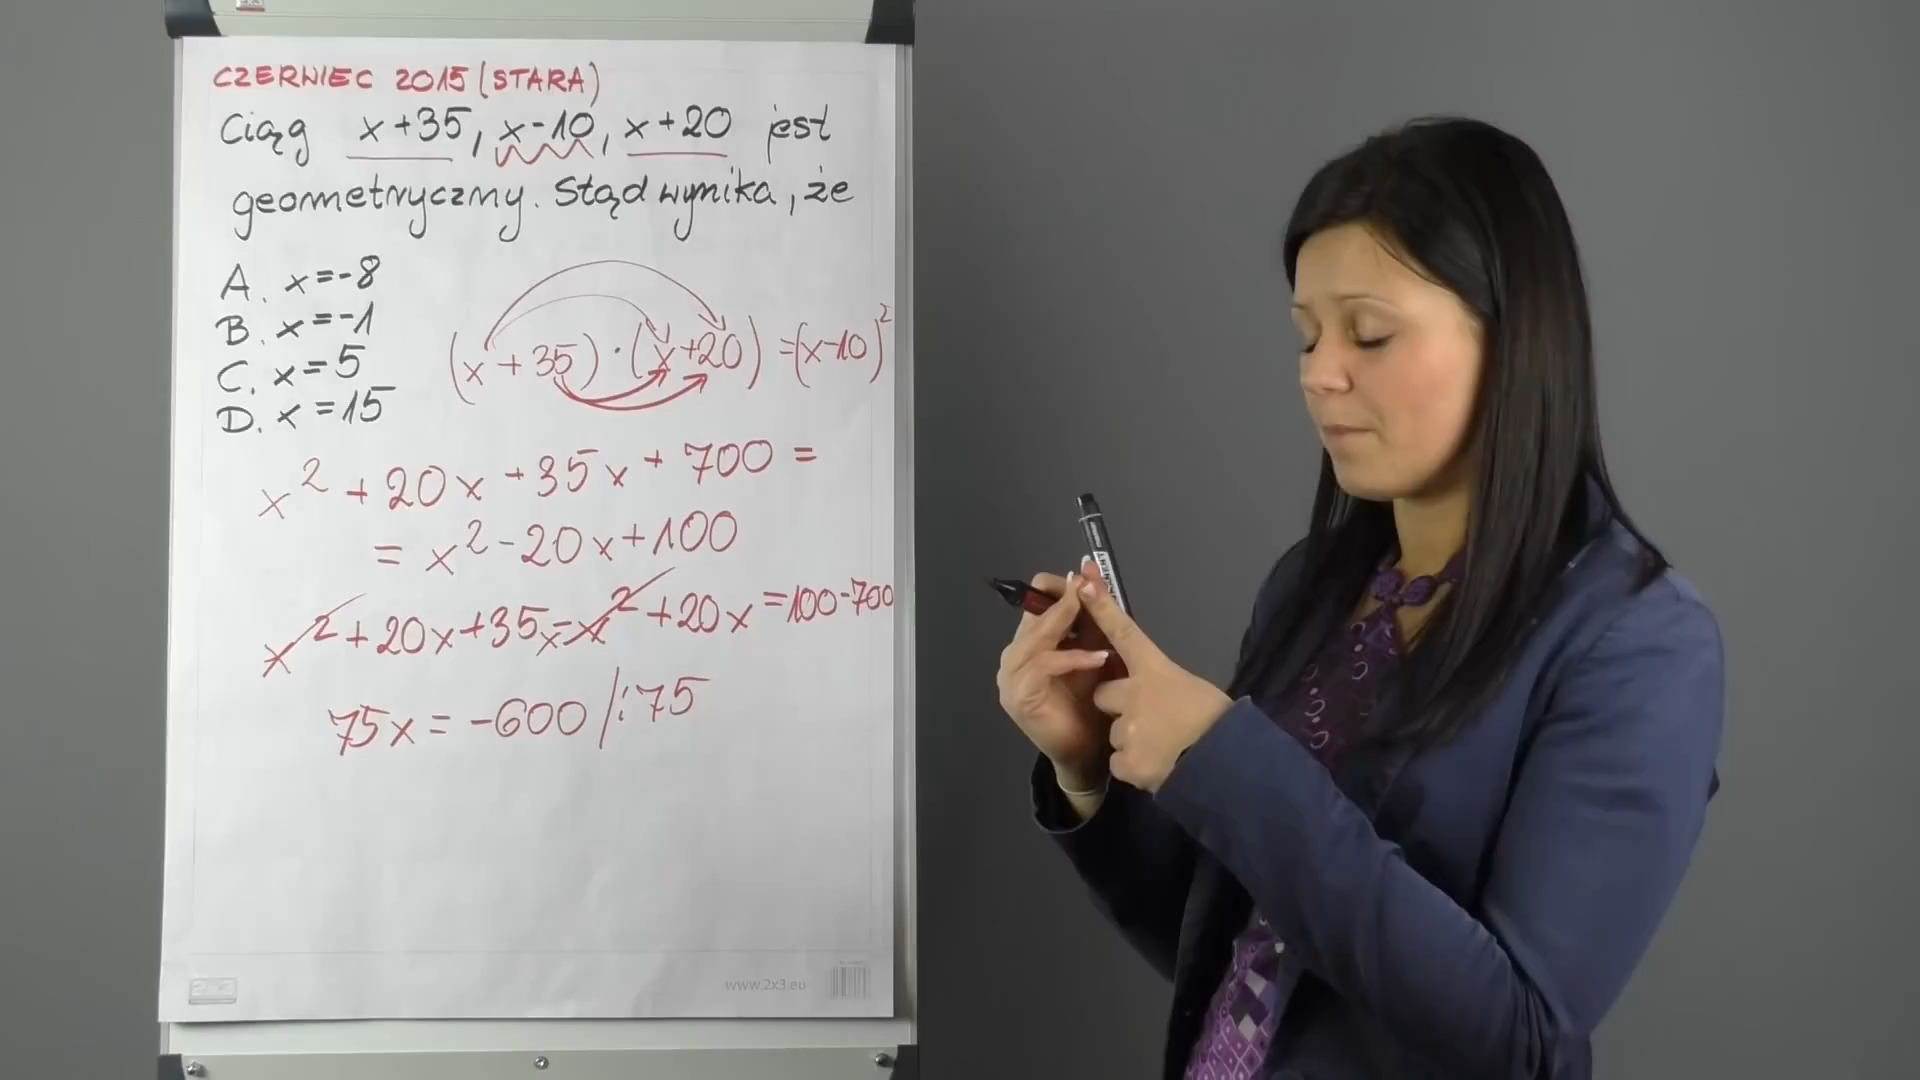 CZERWIEC 2015 (STARA)
Ciąg x+35, x-10, x+20 jest
geometryczny. Stąd wynika, że
A. x=-8
B. x=-1
C. x=5
D. x=15
(x+35)·(x+20)=(x-10)²
x²+20x+35x+700=
=x²-20x+100
x²+20x+35x-x²+20x=100-700
75x=-600/:75
www.2x3.eu